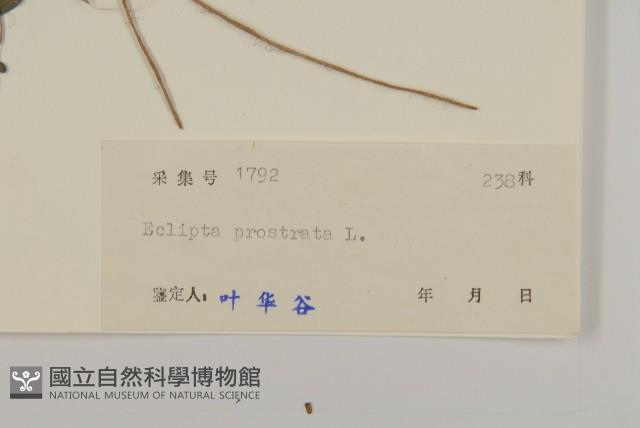 采集号 1792 238科
Eclipta prostrata L.
鉴定人: 叶华谷 年 月 日
國立自然科學博物館
NATIONAL MUSEUM OF NATURAL SCIENCE